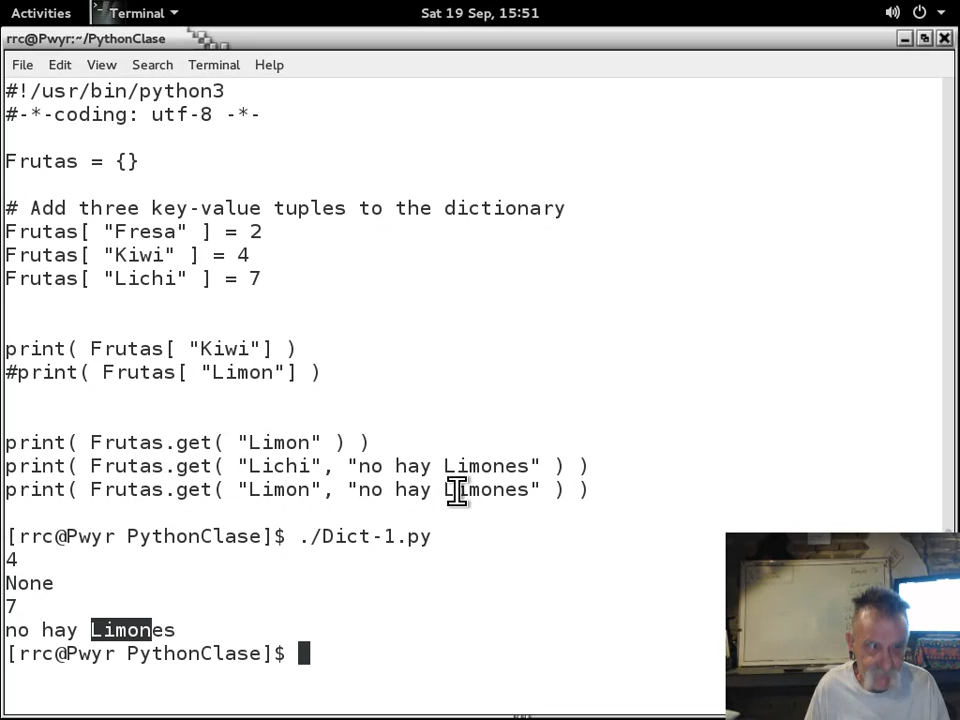 Activities Terminal Sat 19 Sep, 15:51
rrc@Pwyr:~/PythonClase
File Edit View Search Terminal Help
#!/usr/bin/python3
#-*-coding: utf-8 -*-
Frutas = {}
# Add three key-value tuples to the dictionary
Frutas[ "Fresa" ] = 2
Frutas[ "Kiwi" ] = 4
Frutas[ "Lichi" ] = 7
print( Frutas[ "Kiwi"] )
#print( Frutas[ "Limon"] )
print( Frutas.get( "Limon" ) )
print( Frutas.get( "Lichi", "no hay Limones" ) )
print( Frutas.get( "Limon", "no hay Limones" ) )
[rrc@Pwyr PythonClase]$ ./Dict-1.py
4
None
7
no hay Limones
[rrc@Pwyr PythonClase]$